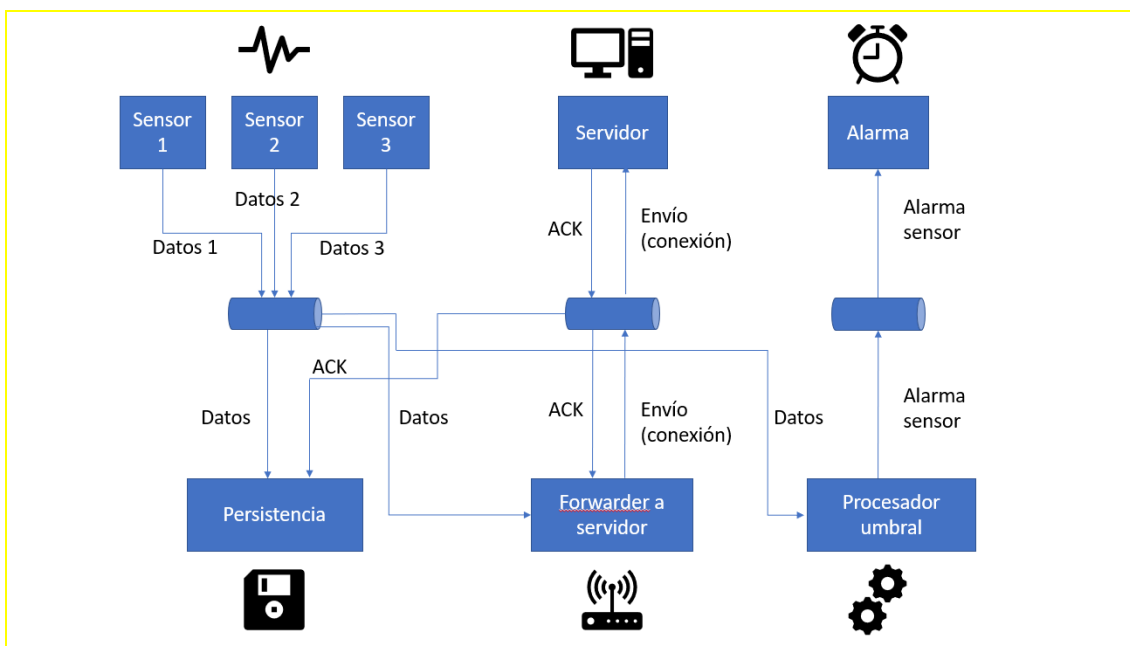 Sensor
1
Sensor
2
Sensor
3
Servidor
Alarma
Datos 2
Datos 1
Datos 3
ACK
Envío
(conexión)
Alarma
sensor
ACK
Datos
Datos
ACK
Envío
(conexión)
Datos
Alarma
sensor
Persistencia
Forwarder a
servidor
Procesador
umbral